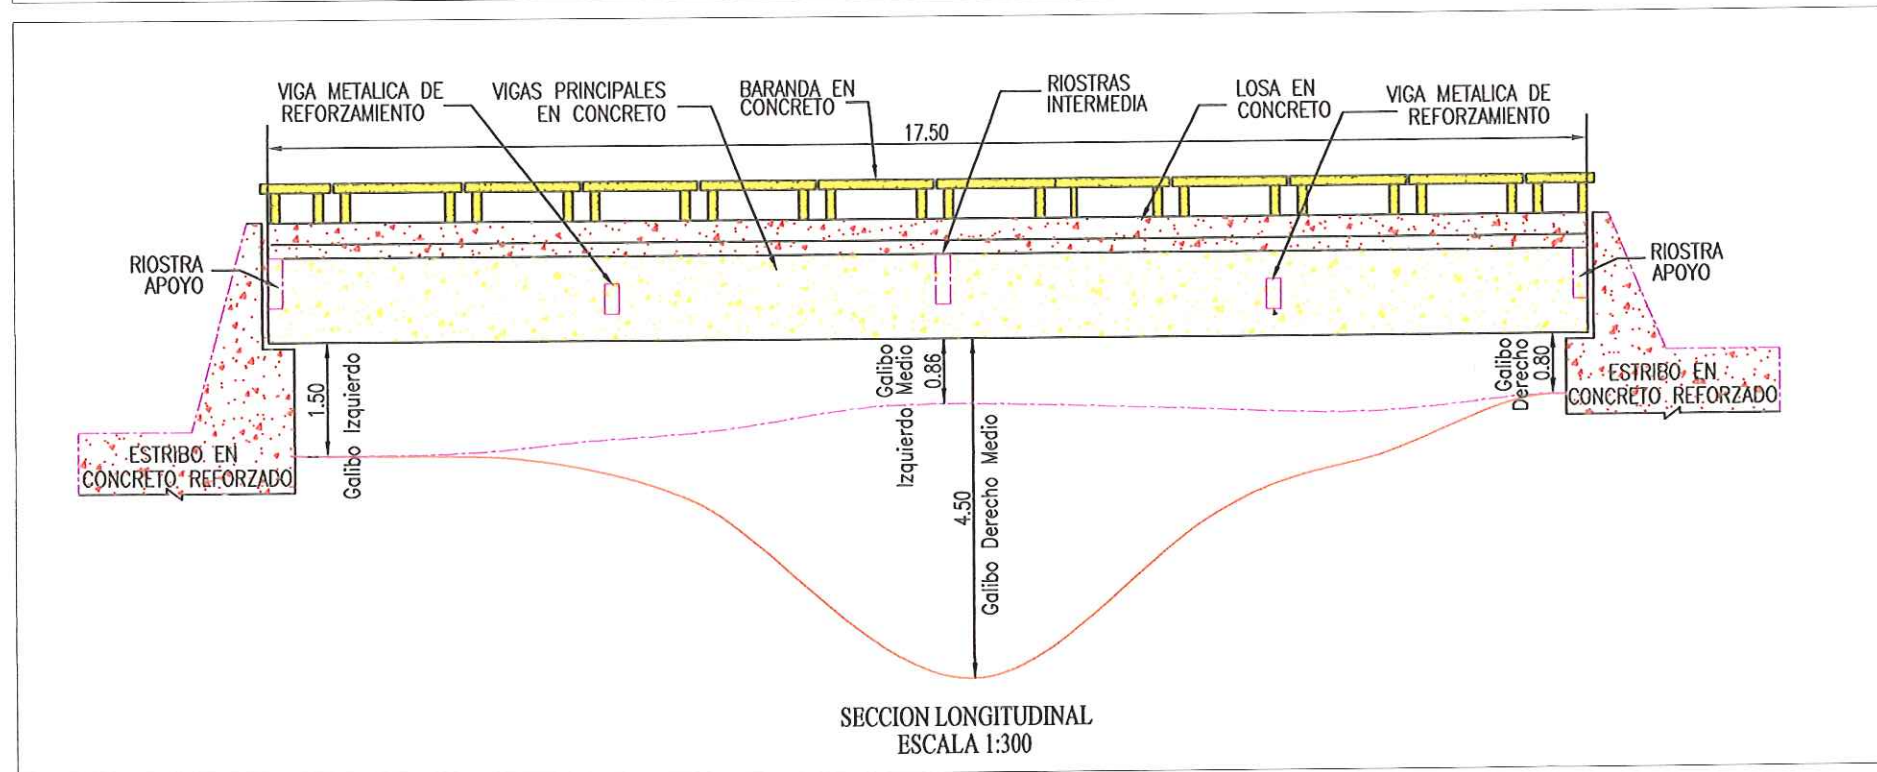 VIGA METALICA DE
REFORZAMIENTO
VIGAS PRINCIPALES
EN CONCRETO
BARANDA EN
CONCRETO
RIOSTRAS
INTERMEDIA
LOSA EN
CONCRETO
VIGA METALICA DE
REFORZAMIENTO
17.50
RIOSTRA
APOYO
RIOSTRA
APOYO
1.50
Galibo Izquierdo
Galibo
Medio
0.86
Izquierdo Medio
4.50
Galibo Derecho Medio
Galibo
Derecho
0.80
ESTRIBO EN
CONCRETO REFORZADO
ESTRIBO EN
CONCRETO REFORZADO
SECCION LONGITUDINAL
ESCALA 1:300